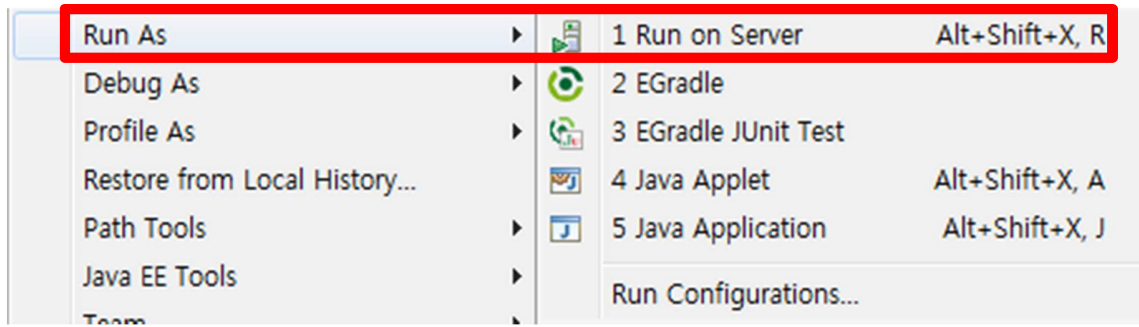 Run As
Debug As
Profile As
Restore from Local History...
Path Tools
Java EE Tools
Team
1 Run on Server Alt+Shift+X, R
2 EGradle
3 EGradle JUnit Test
4 Java Applet Alt+Shift+X, A
5 Java Application Alt+Shift+X, J
Run Configurations...